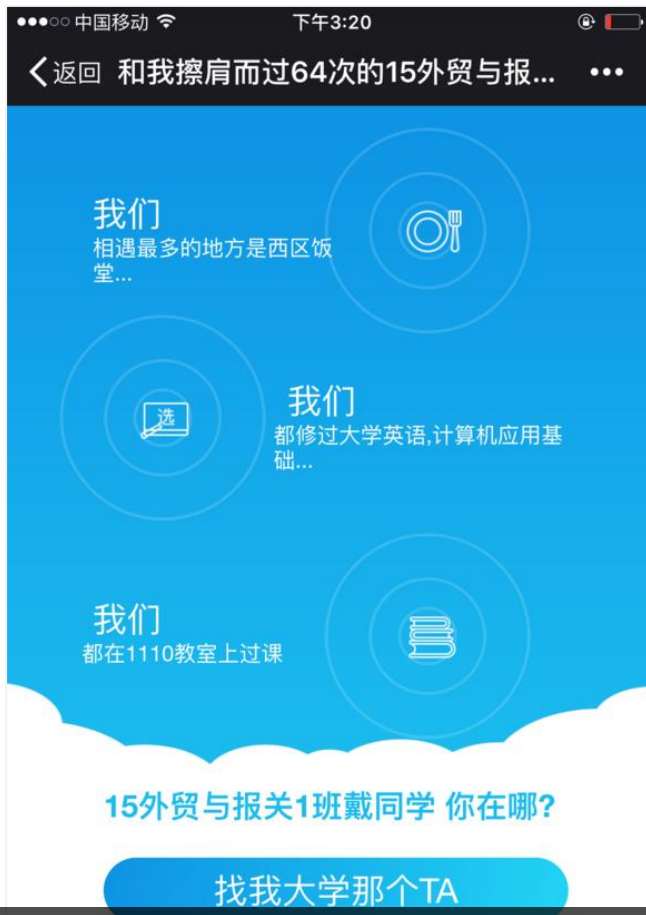 中国移动 下午3:20
返回 和我擦肩而过64次的15外贸与报...
我们
相遇最多的地方是西区饭
堂...
选
我们
都修过大学英语,计算机应用基
础...
我们
都在1110教室上过课
15外贸与报关1班戴同学 你在哪?
找我大学那个TA